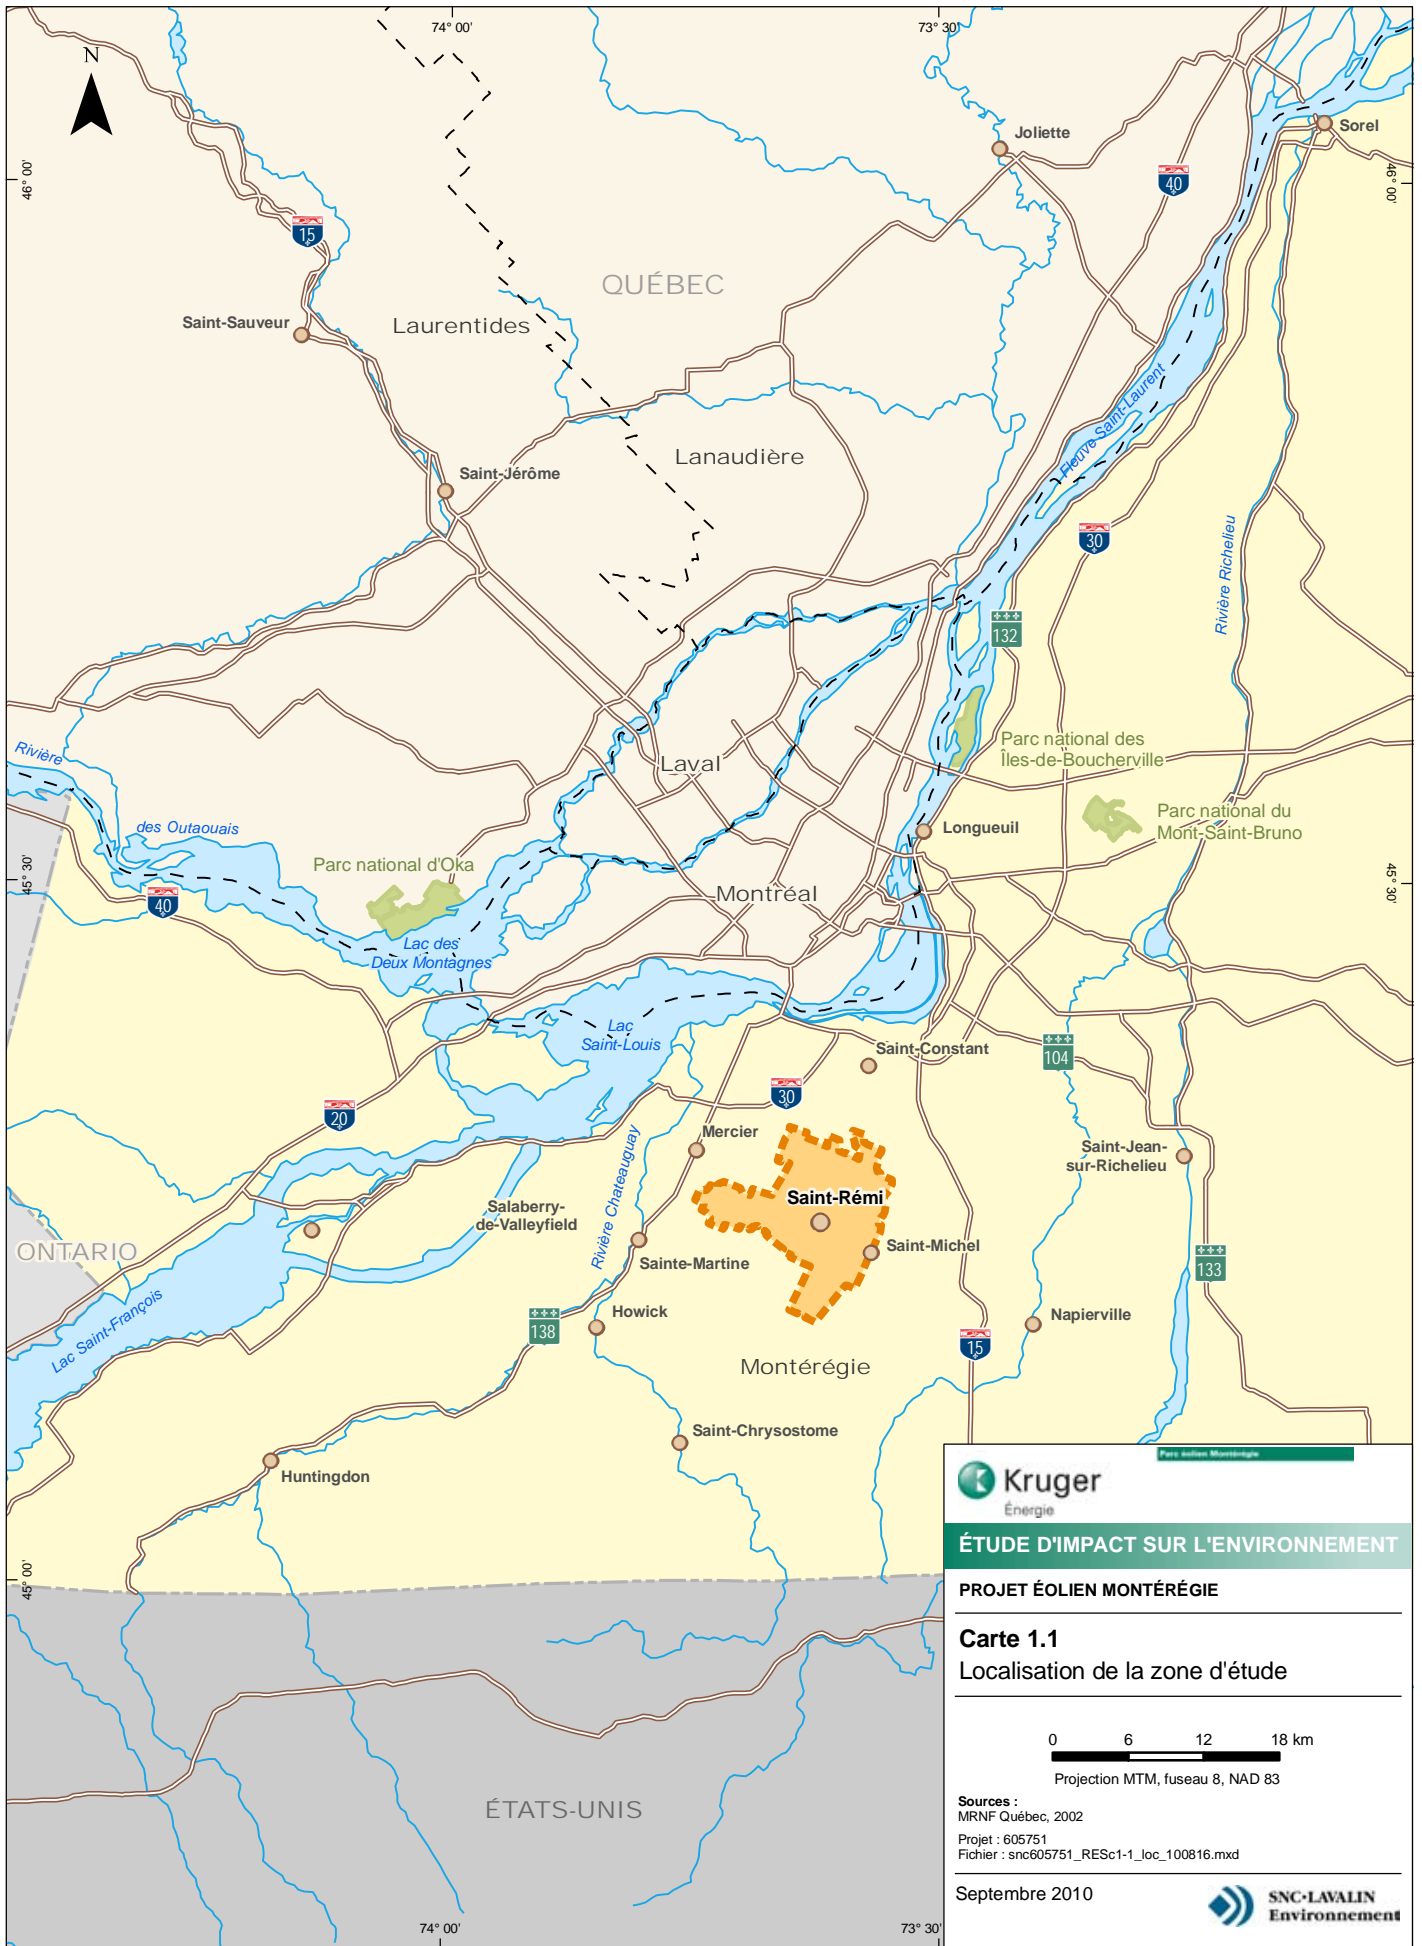 74° 00'
73° 30'
N
Joliette
Sorel
46° 00'
46° 00'
40
15
QUÉBEC
Saint-Sauveur
Laurentides
Fleuve Saint-Laurent
Lanaudière
Saint-Jérôme
30
Rivière Richelieu
132
Parc national des
Îles-de-Boucherville
Rivière
Laval
Parc national du
Mont-Saint-Bruno
des Outaouais
Longueuil
Parc national d'Oka
45° 30'
45° 30'
40
Montréal
Lac des
Deux Montagnes
Lac
Saint-Louis
Saint-Constant
104
30
20
Mercier
Rivière Chateauguay
Saint-Jean-
sur-Richelieu
Saint-Rémi
Salaberry-
de-Valleyfield
ONTARIO
Saint-Michel
Sainte-Martine
133
Lac Saint-François
Howick
138
Napierville
15
Montérégie
Saint-Chrysostome
Huntingdon
45° 00'
ÉTATS-UNIS
74° 00'
73° 30'
Parc éolien Montérégie
Kruger
Énergie
ÉTUDE D'IMPACT SUR L'ENVIRONNEMENT
PROJET ÉOLIEN MONTÉRÉGIE
Carte 1.1
Localisation de la zone d'étude
0 6 12 18 km
Projection MTM, fuseau 8, NAD 83
Sources :
MRNF Québec, 2002
Projet : 605751
Fichier : snc605751_RESc1-1_loc_100816.mxd
Septembre 2010
SNC•LAVALIN
Environnement